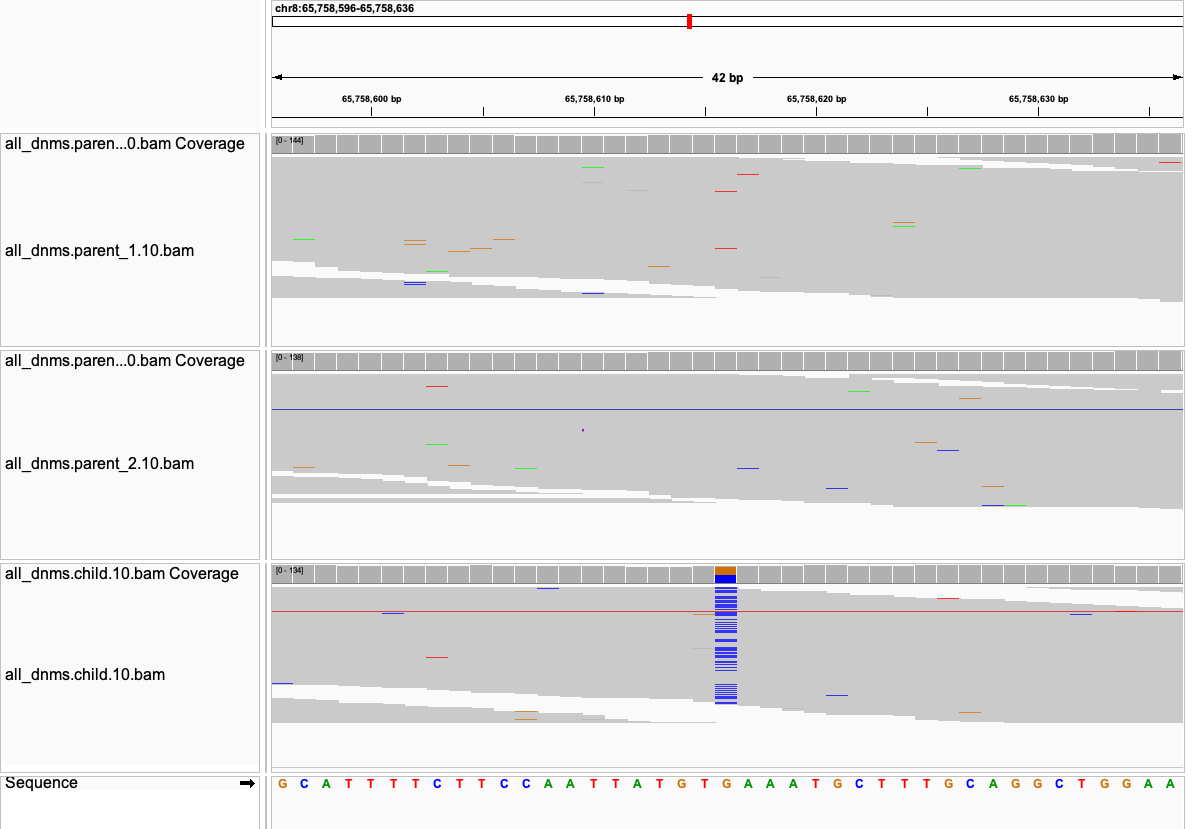 chr8:65,758,596-65,758,636
42 bp
65,758,600 bp 65,758,610 bp 65,758,620 bp 65,758,630 bp
all_dnms.paren...0.bam Coverage
[0 - 144]
all_dnms.parent_1.10.bam
all_dnms.paren...0.bam Coverage
[0 - 138]
all_dnms.parent_2.10.bam
all_dnms.child.10.bam Coverage
[0 - 134]
all_dnms.child.10.bam
Sequence
G C A T T T T C T T C C A A T T A T G T G A A A T G C T T T G C A G G C T G G A A